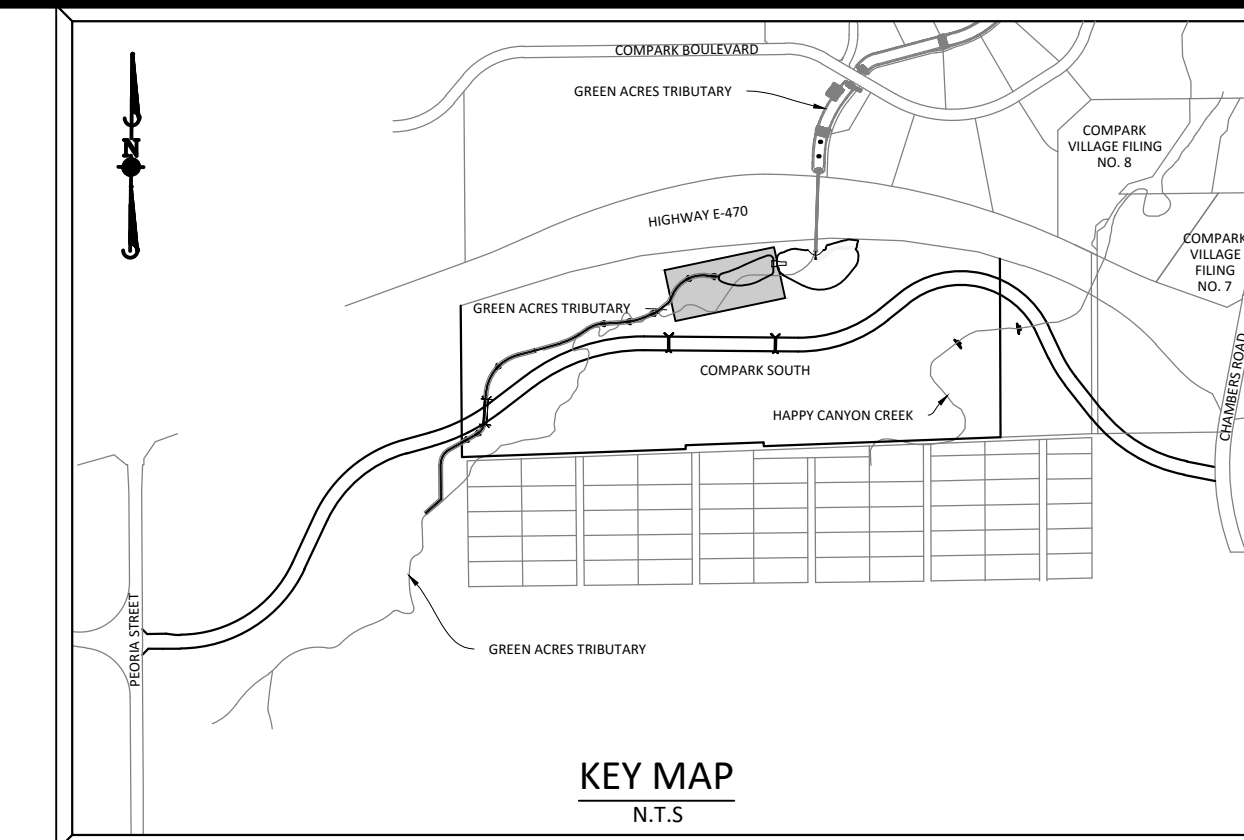 COMPARK BOULEVARD
GREEN ACRES TRIBUTARY
COMPARK
VILLAGE FILING
NO. 8
N
HIGHWAY E-470
COMPARK
VILLAGE
FILING
NO. 7
GREEN ACRES TRIBUTARY
COMPARK SOUTH
CHAMBERS ROAD
HAPPY CANYON CREEK
PEORIA STREET
GREEN ACRES TRIBUTARY
KEY MAP
N.T.S